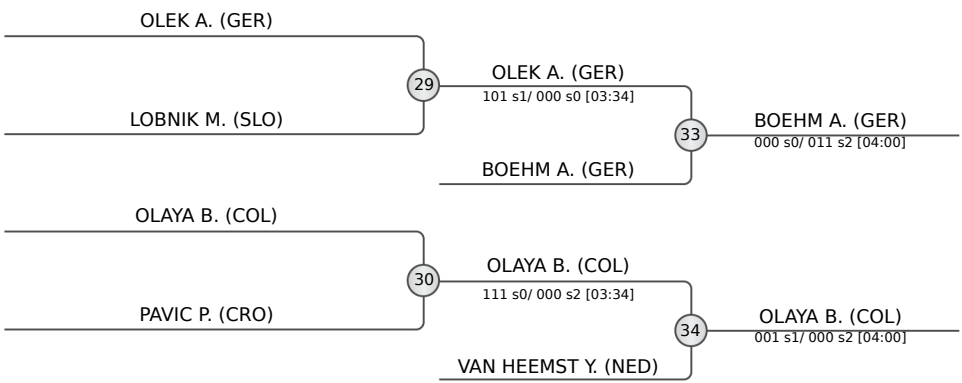 OLEK A. (GER)
29
OLEK A. (GER)
101 s1/ 000 s0 [03:34]
LOBNIK M. (SLO)
33
BOEHM A. (GER)
000 s0/ 011 s2 [04:00]
BOEHM A. (GER)
OLAYA B. (COL)
30
OLAYA B. (COL)
111 s0/ 000 s2 [03:34]
PAVIC P. (CRO)
34
OLAYA B. (COL)
001 s1/ 000 s2 [04:00]
VAN HEEMST Y. (NED)